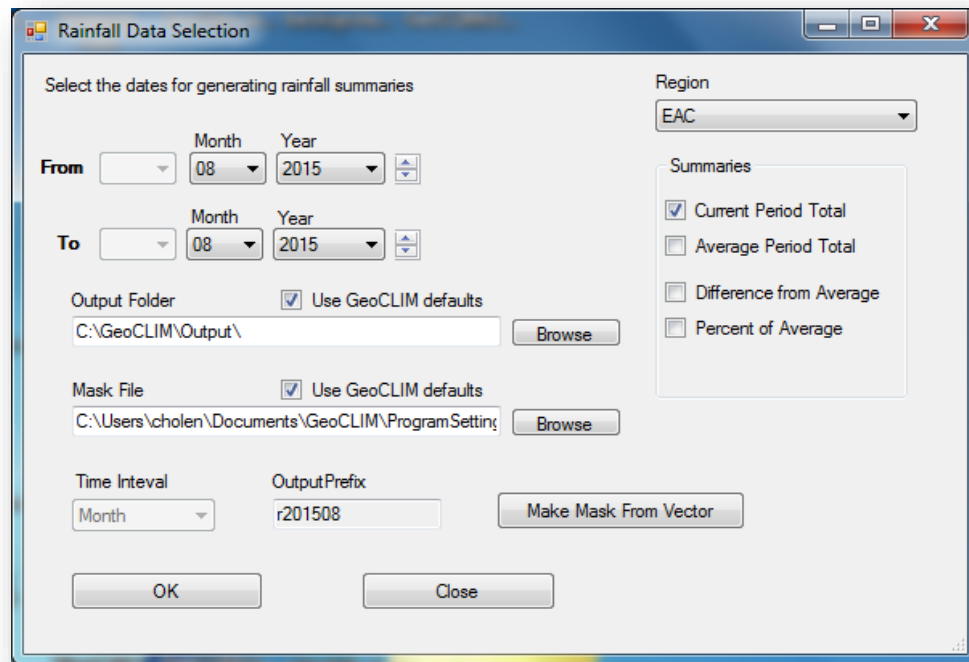 Rainfall Data Selection
Select the dates for generating rainfall summaries
Region
EAC
Month Year
From 08 2015
Month Year
To 08 2015
Summaries
Current Period Total
Average Period Total
Difference from Average
Percent of Average
Output Folder Use GeoCLIM defaults
C:\GeoCLIM\Output\ Browse
Mask File Use GeoCLIM defaults
C:\Users\cholen\Documents\GeoCLIM\ProgramSetting Browse
Time Inteval OutputPrefix
Month r201508 Make Mask From Vector
OK Close